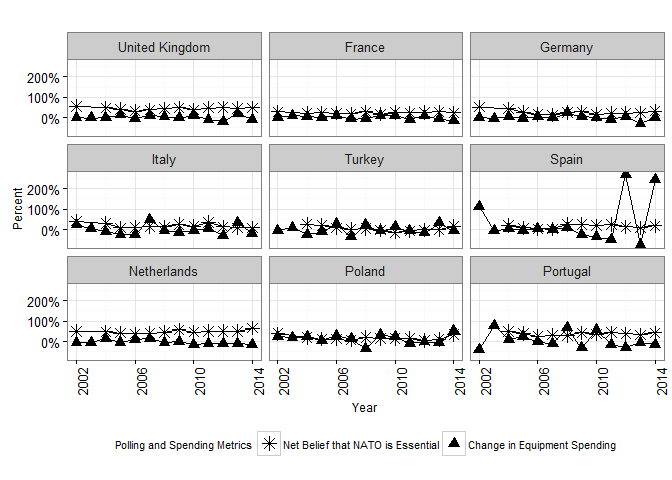 United Kingdom France Germany
200%
100%
0%
Italy Turkey Spain
200%
100%
0%
Percent
Netherlands Poland Portugal
200%
100%
0%
2002 2006 2010 2014 2002 2006 2010 2014 2002 2006 2010 2014
Year
Polling and Spending Metrics Net Belief that NATO is Essential Change in Equipment Spending